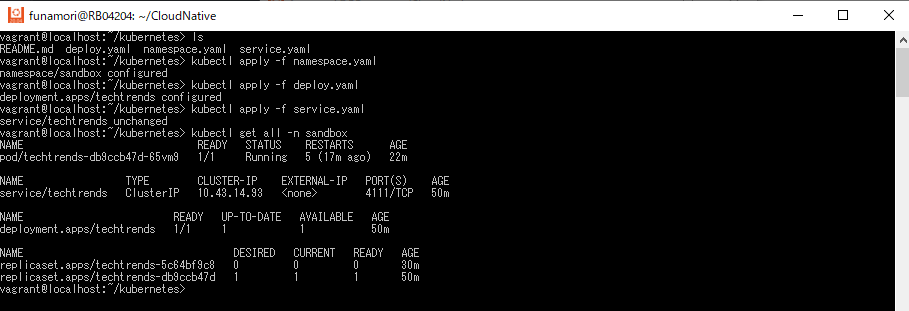 funamori@RB04204: ~/CloudNative
vagrant@localhost:~/kubernetes> ls
README.md  deploy.yaml  namespace.yaml  service.yaml
vagrant@localhost:~/kubernetes> kubectl apply -f namespace.yaml
namespace/sandbox configured
vagrant@localhost:~/kubernetes> kubectl apply -f deploy.yaml
deployment.apps/techtrends configured
vagrant@localhost:~/kubernetes> kubectl apply -f service.yaml
service/techtrends unchanged
vagrant@localhost:~/kubernetes> kubectl get all -n sandbox
NAME                             READY   STATUS    RESTARTS      AGE
pod/techtrends-db9ccb47d-65vm9   1/1     Running   5 (17m ago)   22m
NAME                 TYPE        CLUSTER-IP     EXTERNAL-IP   PORT(S)    AGE
service/techtrends   ClusterIP   10.43.14.93    <none>        4111/TCP   50m
NAME                         READY   UP-TO-DATE   AVAILABLE   AGE
deployment.apps/techtrends   1/1     1            1           50m
NAME                                    DESIRED   CURRENT   READY   AGE
replicaset.apps/techtrends-5c64bf9c8    0         0         0       30m
replicaset.apps/techtrends-db9ccb47d    1         1         1       50m
vagrant@localhost:~/kubernetes>